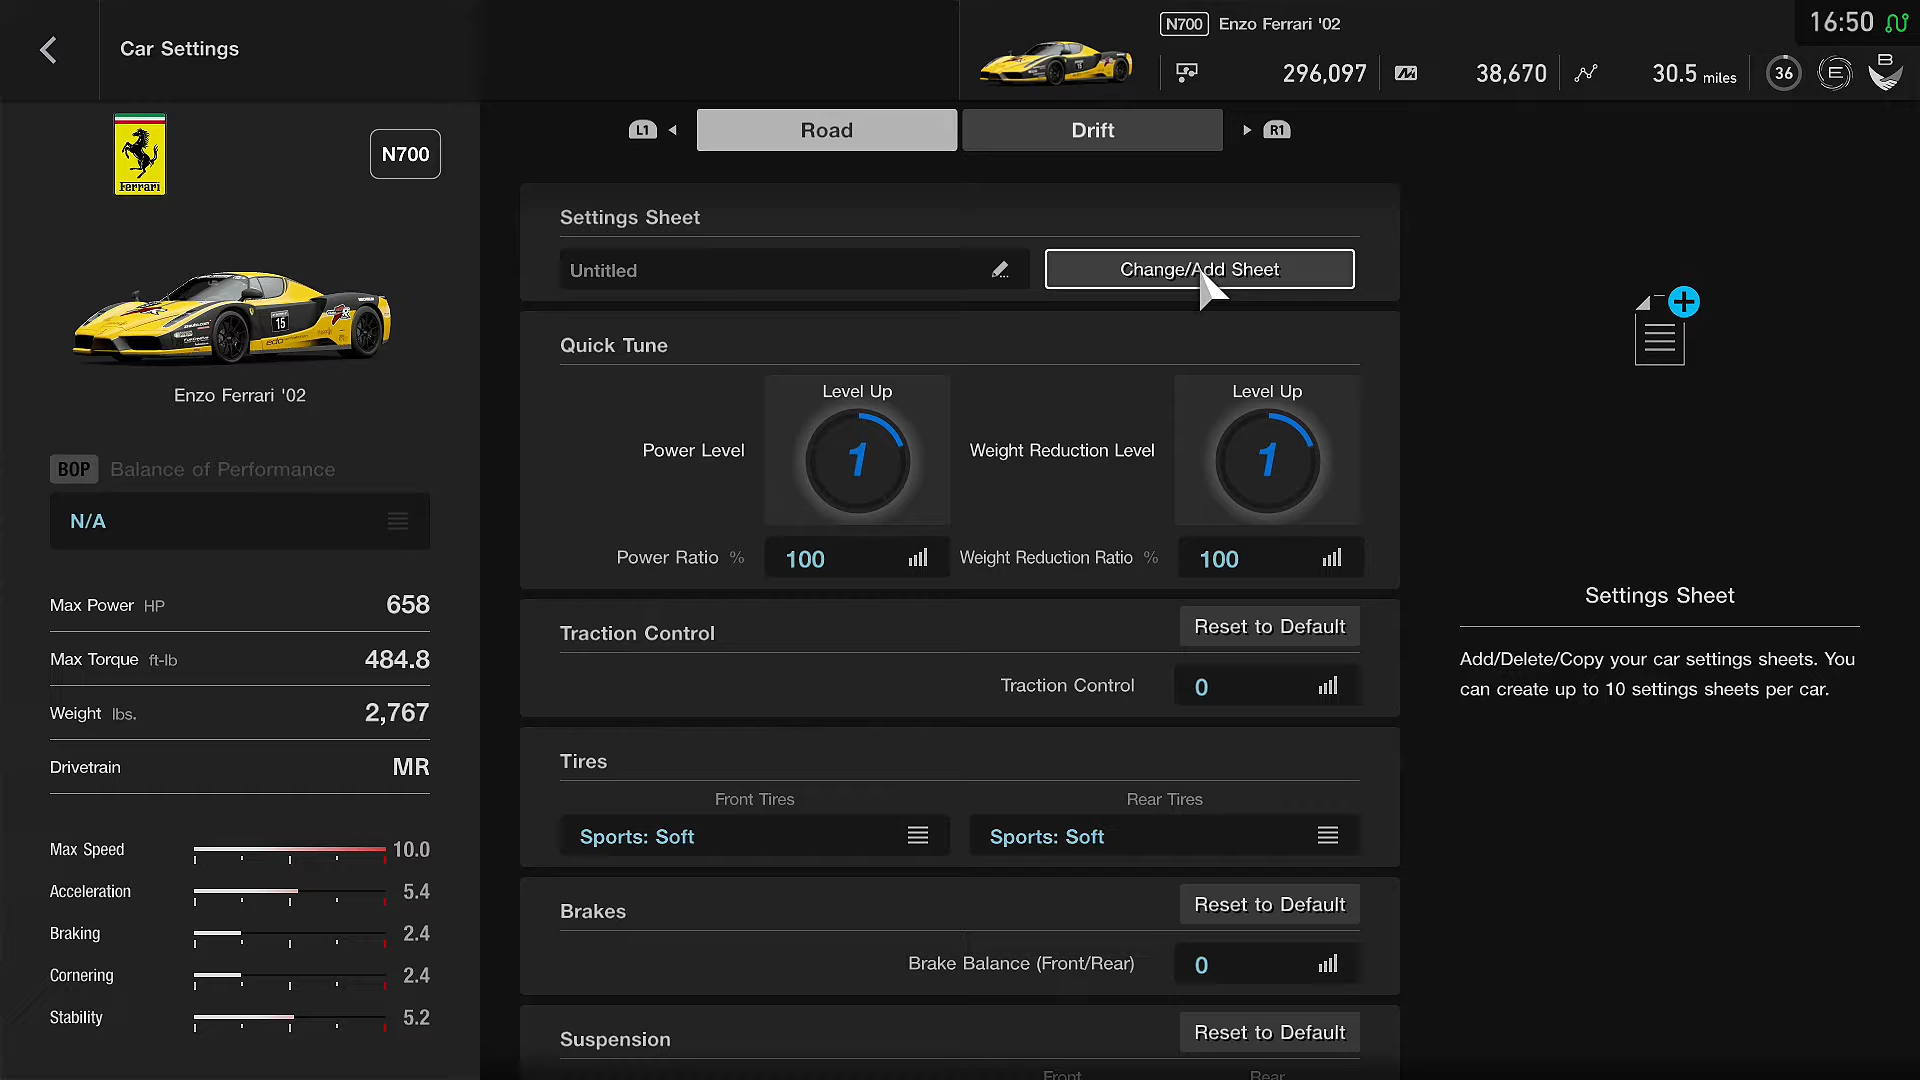 Car Settings
N700 Enzo Ferrari '02
16:50
296,097
38,670
30.5 miles
36
E
B
Ferrari
N700
15
Enzo Ferrari '02
BOP Balance of Performance
N/A
Max Power HP 658
Max Torque ft-lb 484.8
Weight lbs. 2,767
Drivetrain MR
Max Speed 10.0
Acceleration 5.4
Braking 2.4
Cornering 2.4
Stability 5.2
L1 Road Drift R1
Settings Sheet
Untitled Change/Add Sheet
Quick Tune
Level Up Level Up
Power Level 1 Weight Reduction Level 1
Power Ratio % 100 Weight Reduction Ratio % 100
Traction Control Reset to Default
Traction Control 0
Tires
Front Tires Rear Tires
Sports: Soft Sports: Soft
Brakes Reset to Default
Brake Balance (Front/Rear) 0
Suspension Reset to Default
Front Rear
Settings Sheet
Add/Delete/Copy your car settings sheets. You
can create up to 10 settings sheets per car.